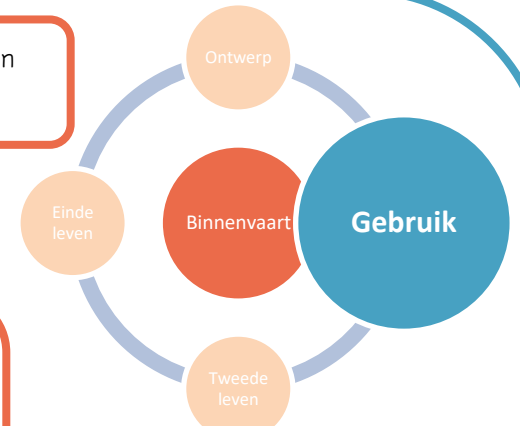 n
Ontwerp
Einde
leven
Binnenvaart
Gebruik
Tweede
leven